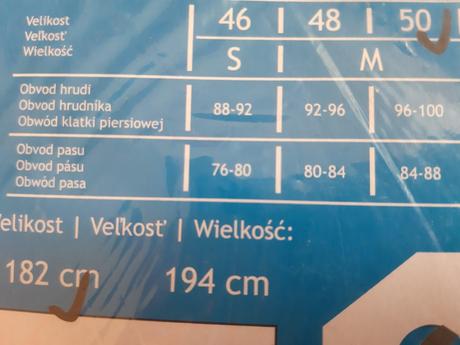 Velikost
Veľkosť 46 | 48 | 50
Wielkość S | M
Obvod hrudi
Obvod hrudníka 88-92 | 92-96 | 96-100
Obwód klatki piersiowej
Obvod pasu
Obvod pásu 76-80 | 80-84 | 84-88
Obwód pasa
Velikost | Veľkosť | Wielkość:
182 cm 194 cm